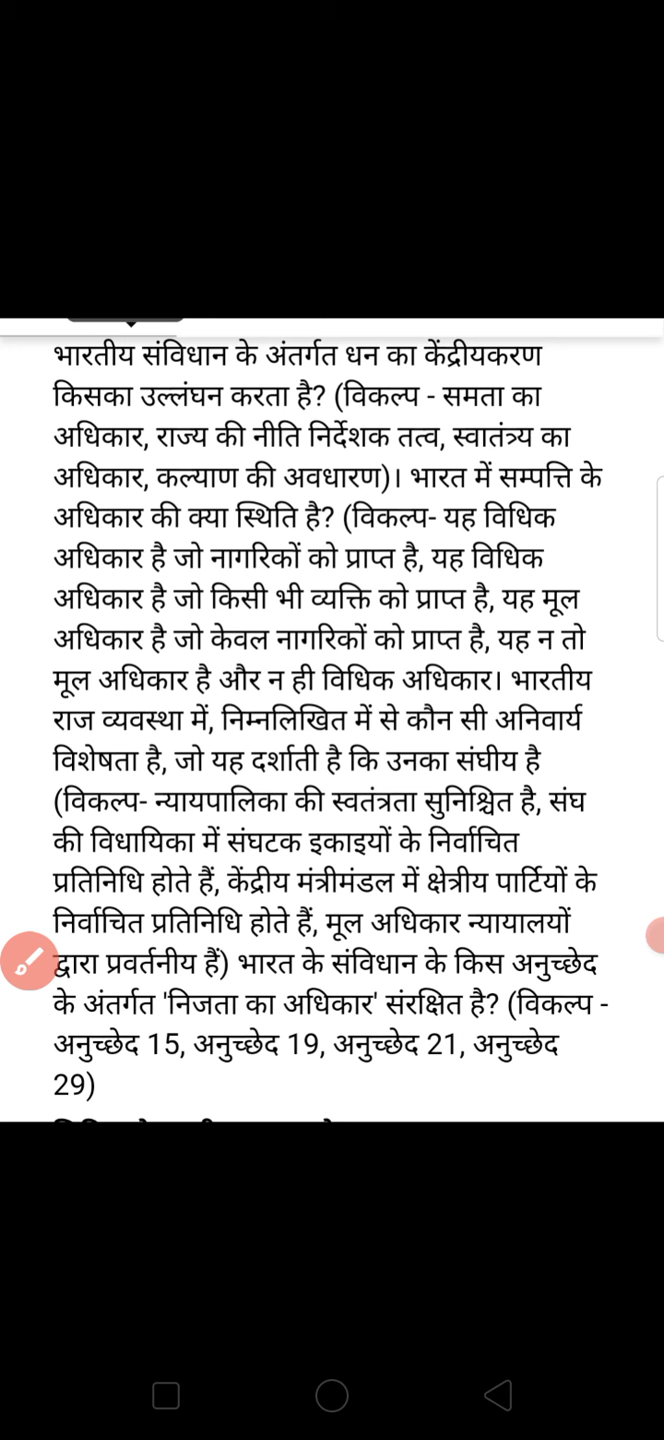 भारतीय संविधान के अंतर्गत धन का केंद्रीयकरण
किसका उल्लंघन करता है? (विकल्प - समता का
अधिकार, राज्य की नीति निर्देशक तत्व, स्वातंत्र्य का
अधिकार, कल्याण की अवधारण)। भारत में सम्पत्ति के
अधिकार की क्या स्थिति है? (विकल्प- यह विधिक
अधिकार है जो नागरिकों को प्राप्त है, यह विधिक
अधिकार है जो किसी भी व्यक्ति को प्राप्त है, यह मूल
अधिकार है जो केवल नागरिकों को प्राप्त है, यह न तो
मूल अधिकार है और न ही विधिक अधिकार। भारतीय
राज व्यवस्था में, निम्नलिखित में से कौन सी अनिवार्य
विशेषता है, जो यह दर्शाती है कि उनका संघीय है
(विकल्प- न्यायपालिका की स्वतंत्रता सुनिश्चित है, संघ
की विधायिका में संघटक इकाइयों के निर्वाचित
प्रतिनिधि होते हैं, केंद्रीय मंत्रीमंडल में क्षेत्रीय पार्टियों के
निर्वाचित प्रतिनिधि होते हैं, मूल अधिकार न्यायालयों
द्वारा प्रवर्तनीय हैं) भारत के संविधान के किस अनुच्छेद
के अंतर्गत 'निजता का अधिकार' संरक्षित है? (विकल्प -
अनुच्छेद 15, अनुच्छेद 19, अनुच्छेद 21, अनुच्छेद
29)